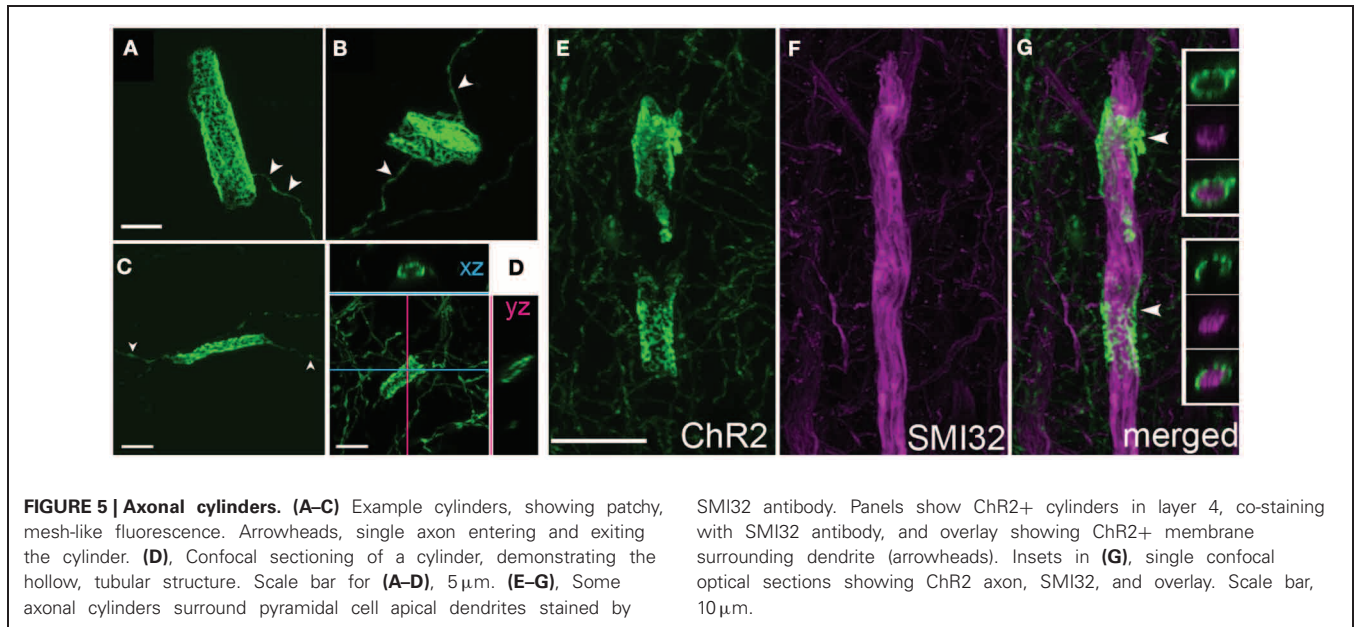 A
B
C
xz
D
yz
E
ChR2
F
SMI32
G
merged
FIGURE 5 | Axonal cylinders. (A–C) Example cylinders, showing patchy,
mesh-like fluorescence. Arrowheads, single axon entering and exiting
the cylinder. (D), Confocal sectioning of a cylinder, demonstrating the
hollow, tubular structure. Scale bar for (A–D), 5 μm. (E–G), Some
axonal cylinders surround pyramidal cell apical dendrites stained by
SMI32 antibody. Panels show ChR2+ cylinders in layer 4, co-staining
with SMI32 antibody, and overlay showing ChR2+ membrane
surrounding dendrite (arrowheads). Insets in (G), single confocal
optical sections showing ChR2 axon, SMI32, and overlay. Scale bar,
10 μm.